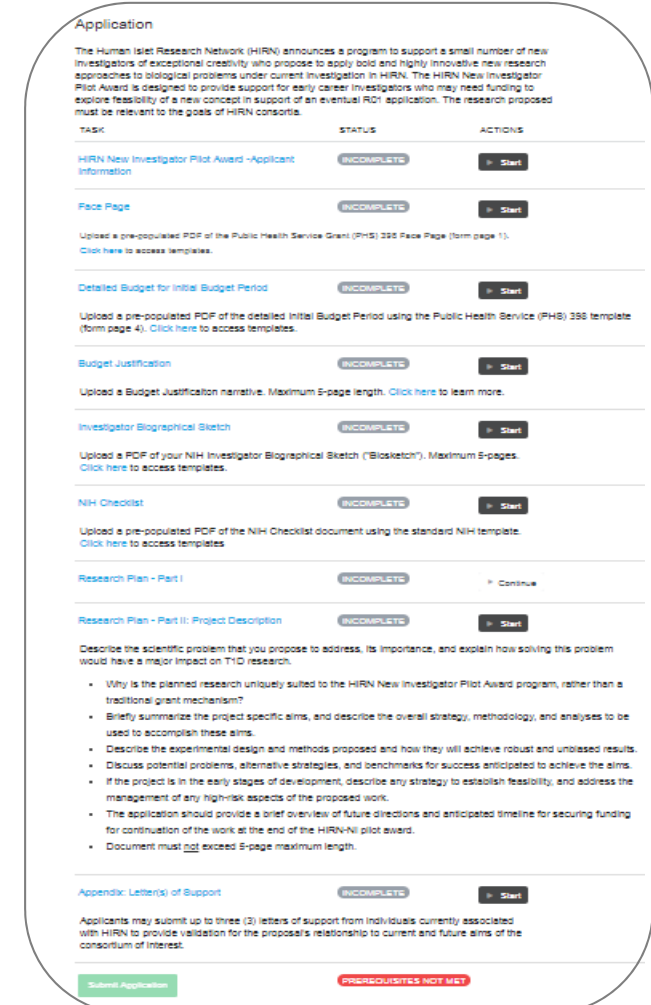 Application
The Human Islet Research Network (HIRN) announces a program to support a small number of new
investigators of exceptional creativity who propose to apply bold and highly innovative new research
approaches to biological problems under current investigation in HIRN. The HIRN New Investigator
Pilot Award is designed to provide support for early career investigators who may need funding to
explore feasibility of a new concept in support of an eventual R01 application. The research proposed
must be relevant to the goals of HIRN consortia.
TASK STATUS ACTIONS
HIRN New Investigator Pilot Award -Applicant INCOMPLETE Start
Information
Face Page INCOMPLETE Start
Upload a pre-populated PDF of the Public Health Service Grant (PHS) 398 Face Page (form page 1).
Click here to access templates.
Detailed Budget for Initial Budget Period INCOMPLETE Start
Upload a pre-populated PDF of the detailed Initial Budget Period using the Public Health Service (PHS) 398 template
(form page 4). Click here to access templates.
Budget Justification INCOMPLETE Start
Upload a Budget Justificaiton narrative. Maximum 5-page length. Click here to learn more.
Investigator Biographical Sketch INCOMPLETE Start
Upload a PDF of your NIH Investigator Biographical Sketch ("Biosketch"). Maximum 5-pages.
Click here to access templates.
NIH Checklist INCOMPLETE Start
Upload a pre-populated PDF of the NIH Checklist document using the standard NIH template.
Click here to access templates
Research Plan - Part I INCOMPLETE Continue
Research Plan - Part II: Project Description INCOMPLETE Start
Describe the scientific problem that you propose to address, its importance, and explain how solving this problem
would have a major impact on T1D research.
• Why is the planned research uniquely suited to the HIRN New Investigator Pilot Award program, rather than a
traditional grant mechanism?
• Briefly summarize the project specific aims, and describe the overall strategy, methodology, and analyses to be
used to accomplish these aims.
• Describe the experimental design and methods proposed and how they will achieve robust and unbiased results.
• Discuss potential problems, alternative strategies, and benchmarks for success anticipated to achieve the aims.
• If the project is in the early stages of development, describe any strategy to establish feasibility, and address the
management of any high-risk aspects of the proposed work.
• The application should provide a brief overview of future directions and anticipated timeline for securing funding
for continuation of the work at the end of the HIRN-NI pilot award.
• Document must not exceed 5-page maximum length.
Appendix: Letter(s) of Support INCOMPLETE Start
Applicants may submit up to three (3) letters of support from individuals currently associated
with HIRN to provide validation for the proposal's relationship to current and future aims of the
consortium of interest.
Submit Application PREREQUISITES NOT MET